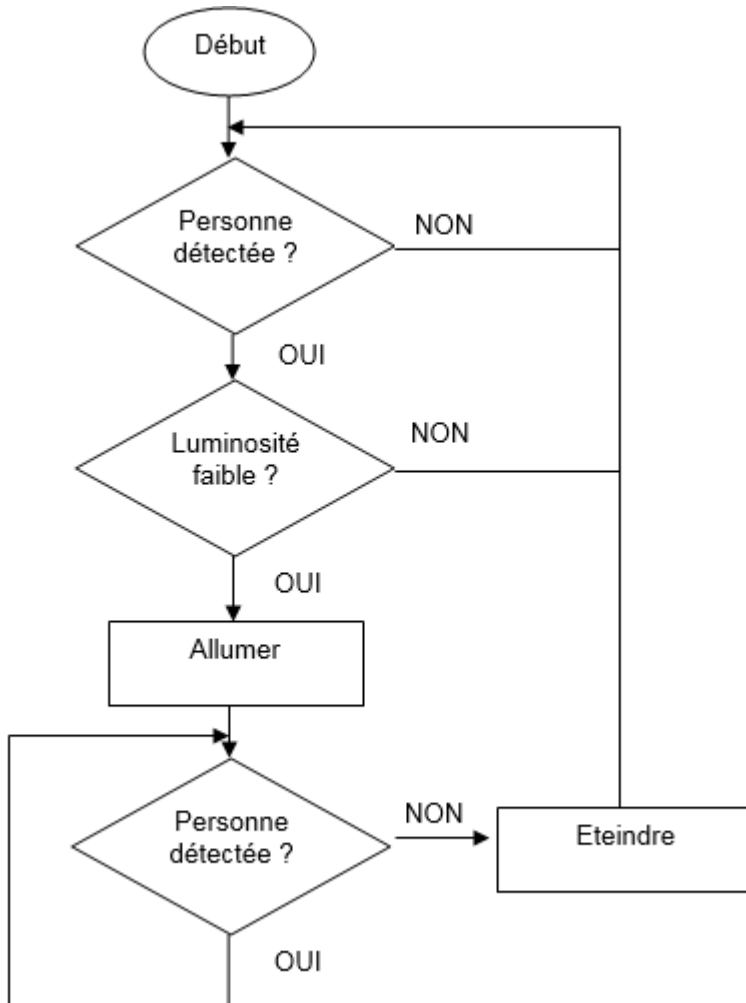 Début
Personne
détectée ?
NON
OUI
Luminosité
faible ?
NON
OUI
Allumer
Personne
détectée ?
NON
Eteindre
OUI